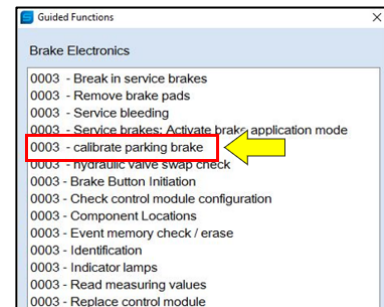 Guided Functions
Brake Electronics
0003 - Break in service brakes
0003 - Remove brake pads
0003 - Service bleeding
0003 - Service brakes: Activate brake application mode
0003 - calibrate parking brake
0003 - hydraulic valve swap check
0003 - Brake Button Initiation
0003 - Check control module configuration
0003 - Component Locations
0003 - Event memory check / erase
0003 - Identification
0003 - Indicator lamps
0003 - Read measuring values
0003 - Replace control module